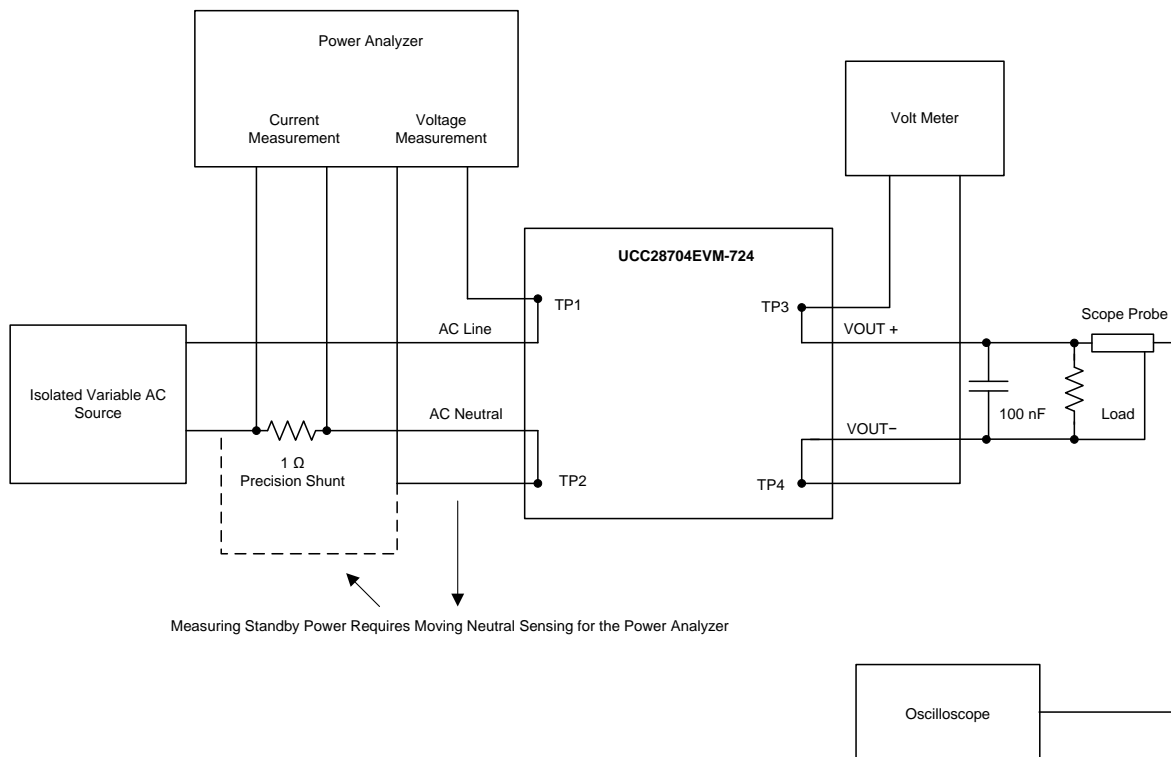 Power Analyzer
Current
Measurement
Voltage
Measurement
Volt Meter
UCC28704EVM-724
TP1
TP3
Scope Probe
AC Line
VOUT +
Isolated Variable AC
Source
AC Neutral
100 nF
Load
VOUT−
1 Ω
Precision Shunt
TP2
TP4
Measuring Standby Power Requires Moving Neutral Sensing for the Power Analyzer
Oscilloscope